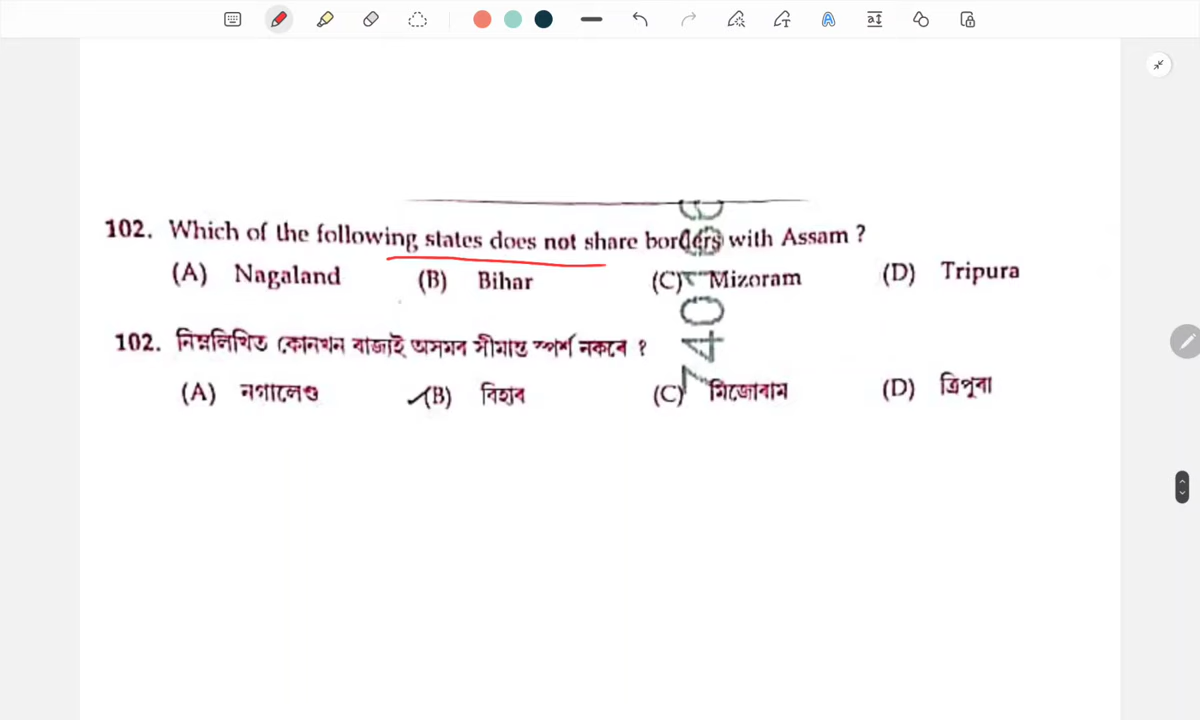 102. Which of the following states does not share borders with Assam ?
(A) Nagaland (B) Bihar (C) Mizoram (D) Tripura
102. নিম্নলিখিত কোনখন ৰাজ্যই অসমৰ সীমান্ত স্পৰ্শ নকৰে ?
(A) নগালেণ্ড (B) বিহাৰ (C) মিজোৰাম (D) ত্ৰিপুৰা